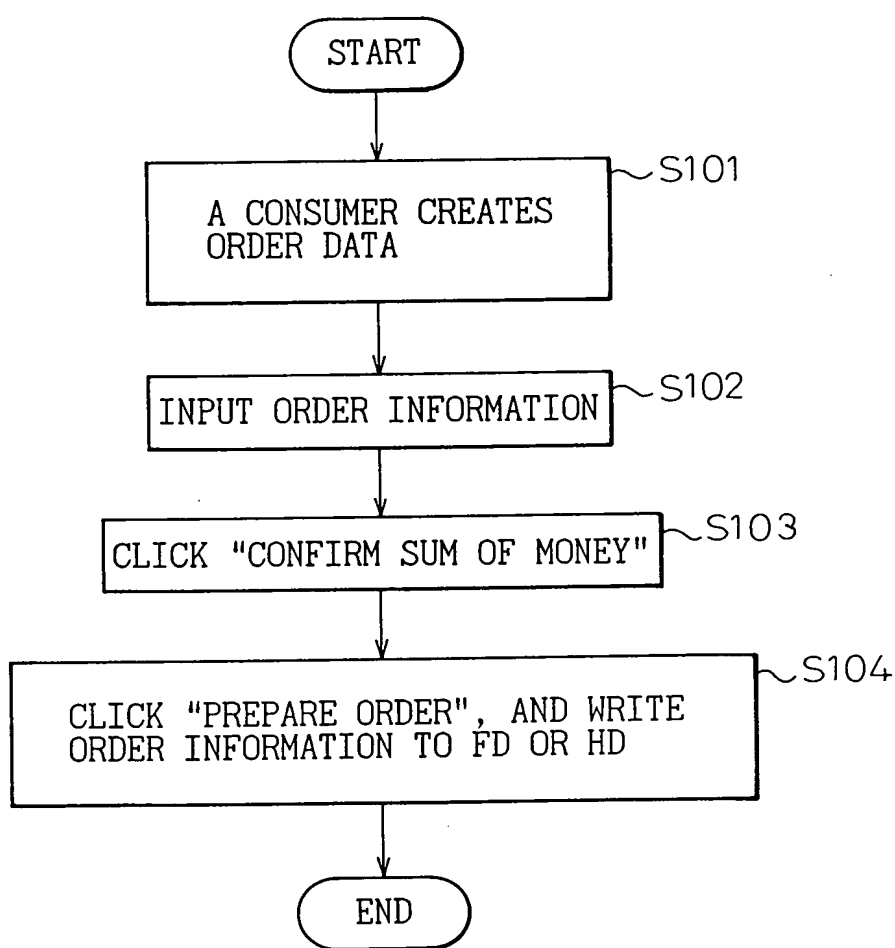 START
S101
A CONSUMER CREATES
ORDER DATA
S102
INPUT ORDER INFORMATION
S103
CLICK "CONFIRM SUM OF MONEY"
S104
CLICK "PREPARE ORDER", AND WRITE
ORDER INFORMATION TO FD OR HD
END